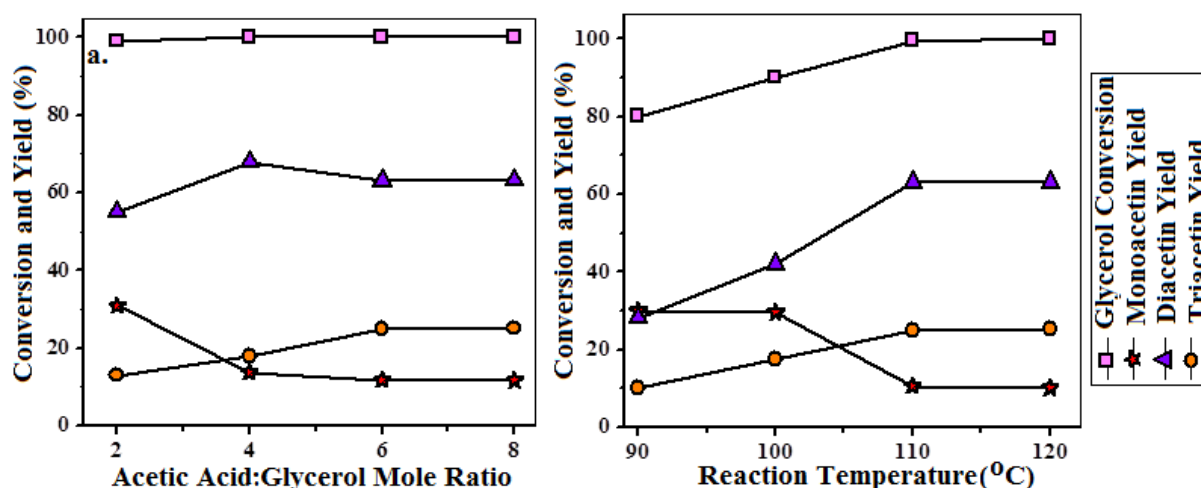 Conversion and Yield (%)
100
80
60
40
20
0
a.
2
4
6
8
Acetic Acid:Glycerol Mole Ratio
Conversion and Yield (%)
100
80
60
40
20
0
90
100
110
120
Reaction Temperature(°C)
Glycerol Conversion
Monoacetin Yield
Diacetin Yield
Triacetin Yield